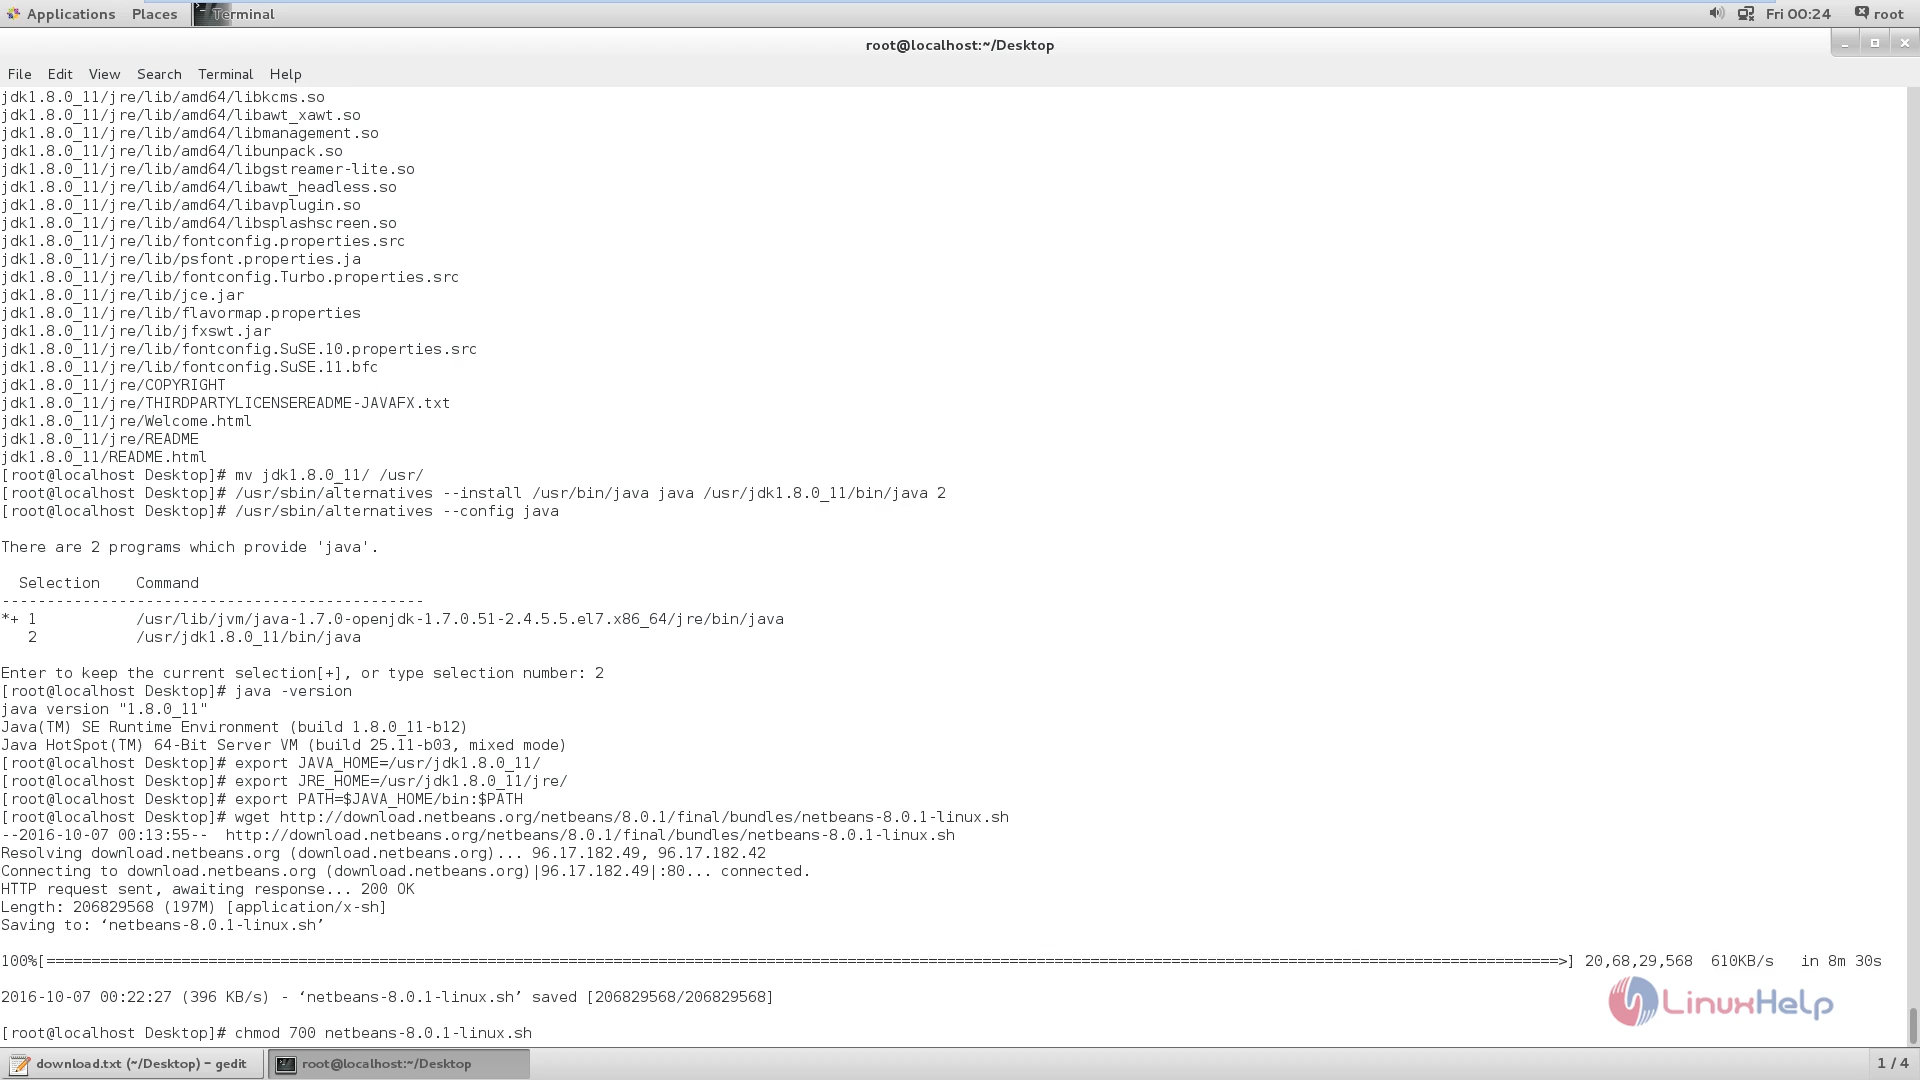 Applications Places Terminal Fri 00:24 root
root@localhost:~/Desktop
File Edit View Search Terminal Help
jdk1.8.0_11/jre/lib/amd64/libkcms.so
jdk1.8.0_11/jre/lib/amd64/libawt_xawt.so
jdk1.8.0_11/jre/lib/amd64/libmanagement.so
jdk1.8.0_11/jre/lib/amd64/libunpack.so
jdk1.8.0_11/jre/lib/amd64/libgstreamer-lite.so
jdk1.8.0_11/jre/lib/amd64/libawt_headless.so
jdk1.8.0_11/jre/lib/amd64/libavplugin.so
jdk1.8.0_11/jre/lib/amd64/libsplashscreen.so
jdk1.8.0_11/jre/lib/fontconfig.properties.src
jdk1.8.0_11/jre/lib/psfont.properties.ja
jdk1.8.0_11/jre/lib/fontconfig.Turbo.properties.src
jdk1.8.0_11/jre/lib/jce.jar
jdk1.8.0_11/jre/lib/flavormap.properties
jdk1.8.0_11/jre/lib/jfxswt.jar
jdk1.8.0_11/jre/lib/fontconfig.SuSE.10.properties.src
jdk1.8.0_11/jre/lib/fontconfig.SuSE.11.bfc
jdk1.8.0_11/jre/COPYRIGHT
jdk1.8.0_11/jre/THIRDPARTYLICENSEREADME-JAVAFX.txt
jdk1.8.0_11/jre/Welcome.html
jdk1.8.0_11/jre/README
jdk1.8.0_11/README.html
[root@localhost Desktop]# mv jdk1.8.0_11/ /usr/
[root@localhost Desktop]# /usr/sbin/alternatives --install /usr/bin/java java /usr/jdk1.8.0_11/bin/java 2
[root@localhost Desktop]# /usr/sbin/alternatives --config java
There are 2 programs which provide 'java'.
Selection Command
-----------------------------------------------
*+ 1 /usr/lib/jvm/java-1.7.0-openjdk-1.7.0.51-2.4.5.5.el7.x86_64/jre/bin/java
2 /usr/jdk1.8.0_11/bin/java
Enter to keep the current selection[+], or type selection number: 2
[root@localhost Desktop]# java -version
java version "1.8.0_11"
Java(TM) SE Runtime Environment (build 1.8.0_11-b12)
Java HotSpot(TM) 64-Bit Server VM (build 25.11-b03, mixed mode)
[root@localhost Desktop]# export JAVA_HOME=/usr/jdk1.8.0_11/
[root@localhost Desktop]# export JRE_HOME=/usr/jdk1.8.0_11/jre/
[root@localhost Desktop]# export PATH=$JAVA_HOME/bin:$PATH
[root@localhost Desktop]# wget http://download.netbeans.org/netbeans/8.0.1/final/bundles/netbeans-8.0.1-linux.sh
--2016-10-07 00:13:55-- http://download.netbeans.org/netbeans/8.0.1/final/bundles/netbeans-8.0.1-linux.sh
Resolving download.netbeans.org (download.netbeans.org)... 96.17.182.49, 96.17.182.42
Connecting to download.netbeans.org (download.netbeans.org)|96.17.182.49|:80... connected.
HTTP request sent, awaiting response... 200 OK
Length: 206829568 (197M) [application/x-sh]
Saving to: ‘netbeans-8.0.1-linux.sh’
100%[========================================================================================================================================================================>] 20,68,29,568 610KB/s in 8m 30s
2016-10-07 00:22:27 (396 KB/s) - ‘netbeans-8.0.1-linux.sh’ saved [206829568/206829568]
LinuxHelp
[root@localhost Desktop]# chmod 700 netbeans-8.0.1-linux.sh
download.txt (~/Desktop) - gedit root@localhost:~/Desktop 1 / 4